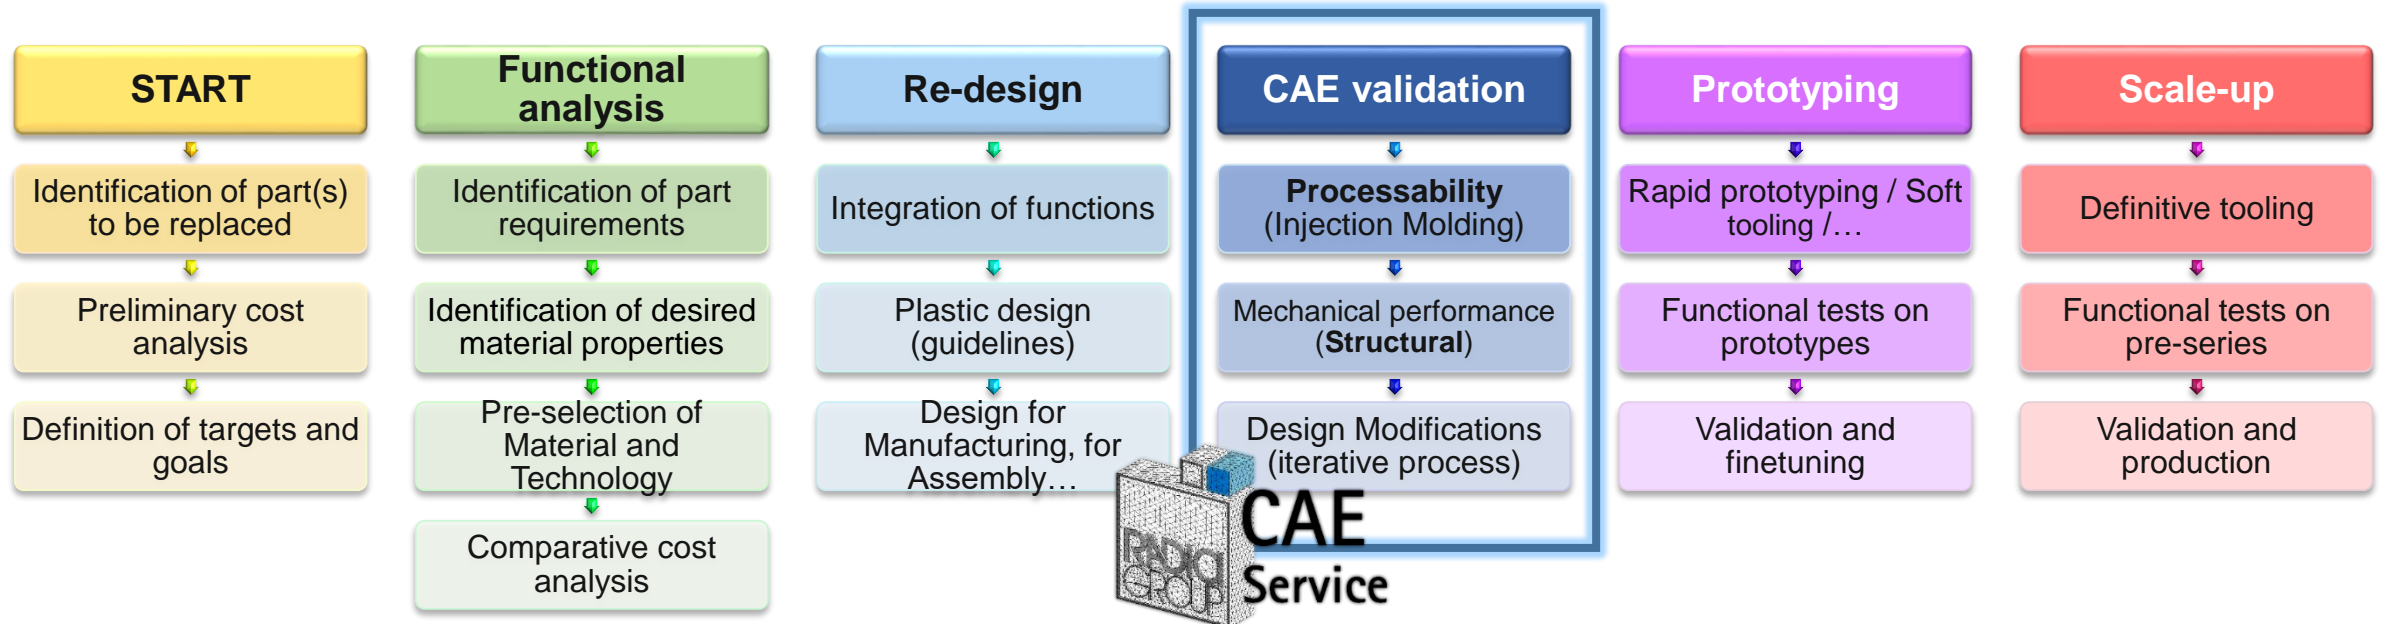 START
Identification of part(s)
to be replaced
Preliminary cost
analysis
Definition of targets and
goals
Functional
analysis
Identification of part
requirements
Identification of desired
material properties
Pre-selection of
Material and
Technology
Comparative cost
analysis
Re-design
Integration of functions
Plastic design
(guidelines)
Design for
Manufacturing, for
Assembly…
CAE validation
Processability
(Injection Molding)
Mechanical performance
(Structural)
Design Modifications
(iterative process)
RADICI
GROUP
CAE
Service
Prototyping
Rapid prototyping / Soft
tooling /…
Functional tests on
prototypes
Validation and
finetuning
Scale-up
Definitive tooling
Functional tests on
pre-series
Validation and
production